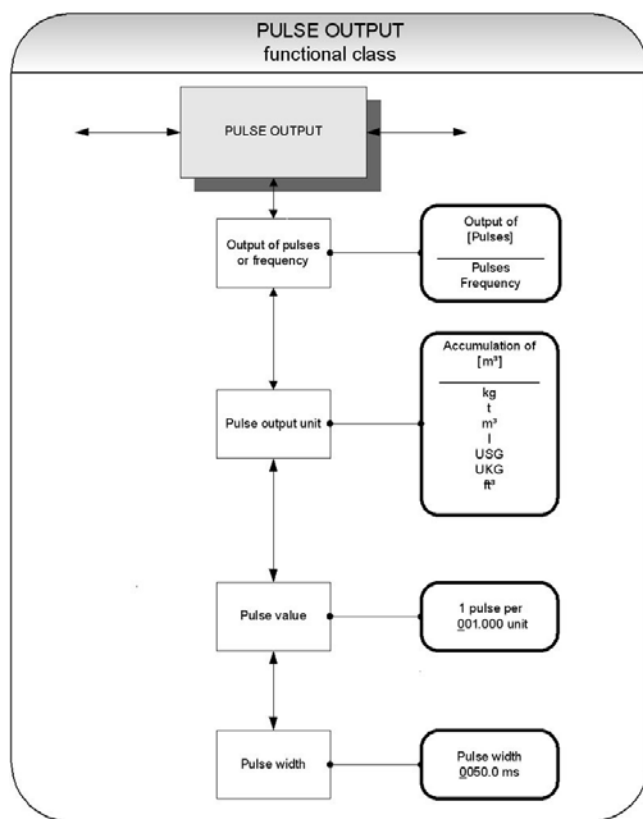 PULSE OUTPUT
functional class
PULSE OUTPUT
Output of pulses
or frequency
Output of
[Pulses]
Pulses
Frequency
Pulse output unit
Accumulation of
[m³]
kg
t
m³
l
USG
UKG
ft³
Pulse value
1 pulse per
001.000 unit
Pulse width
Pulse width
0050.0 ms